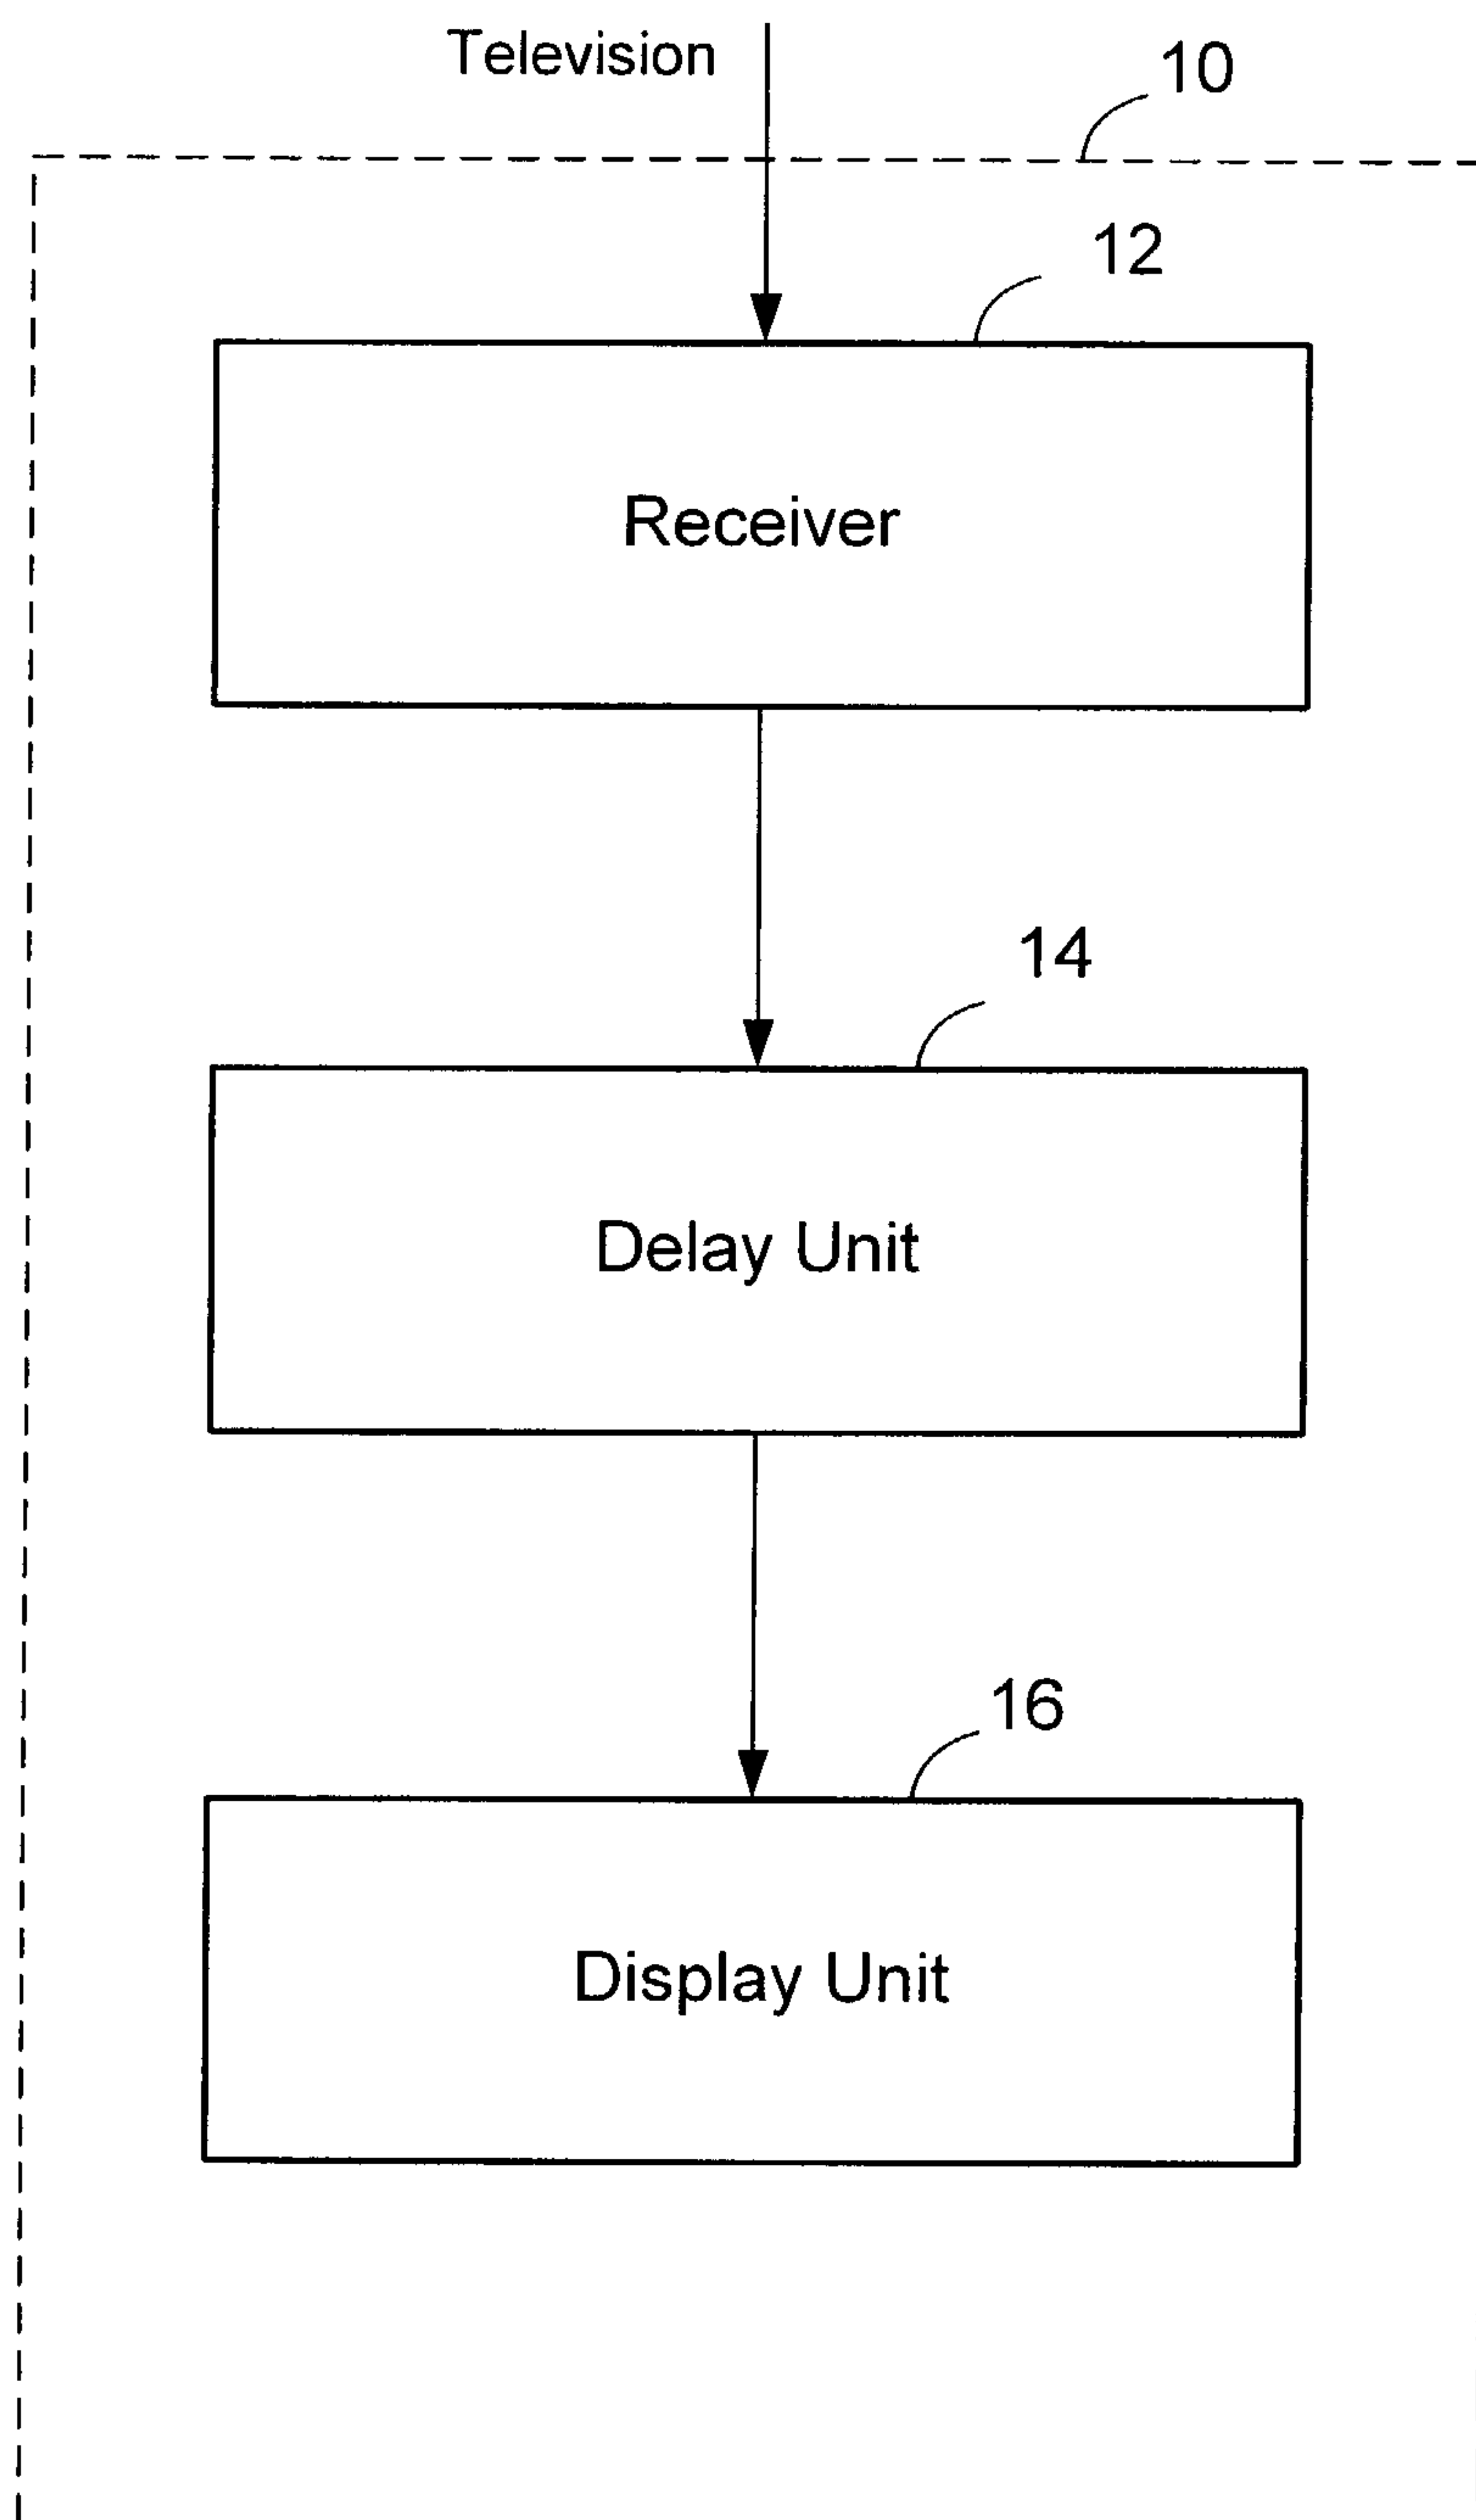 Television
10
12
Receiver
14
Delay Unit
16
Display Unit